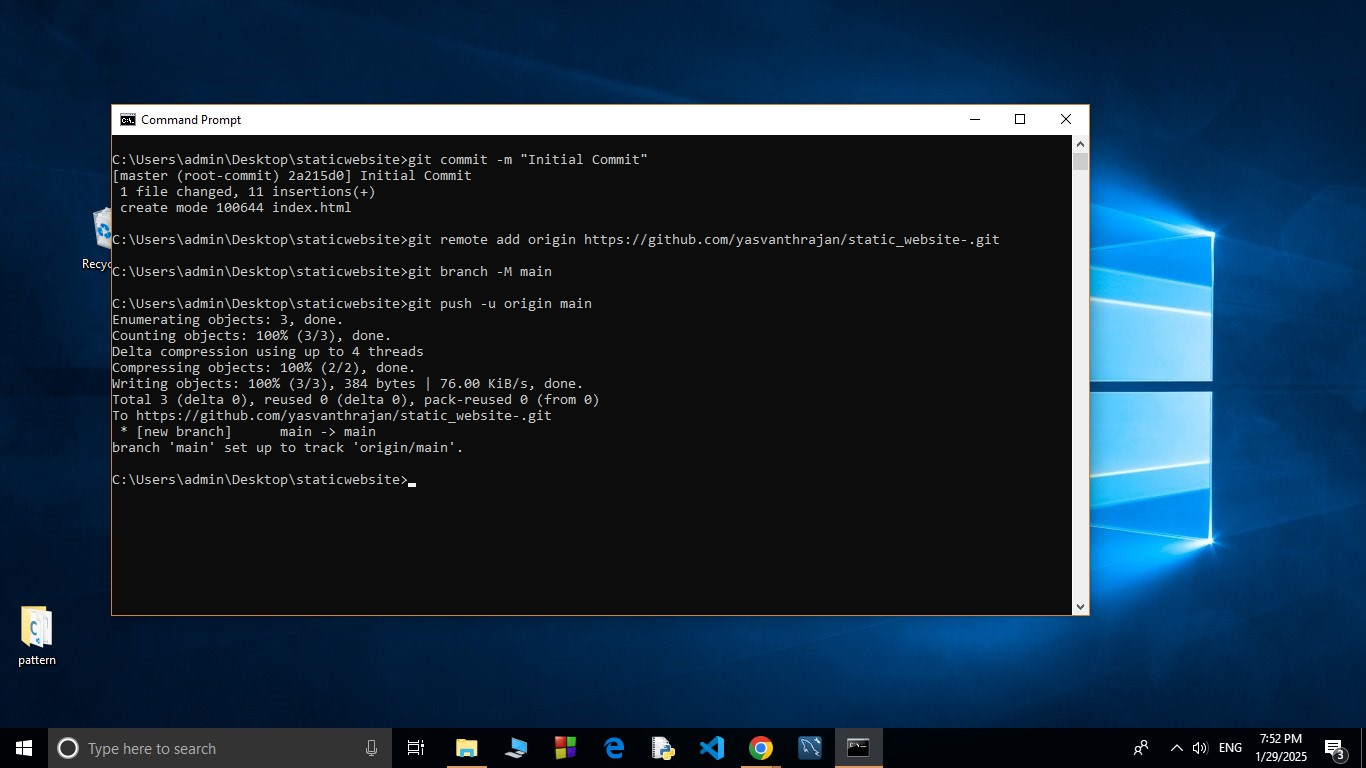 Command Prompt
C:\Users\admin\Desktop\staticwebsite>git commit -m "Initial Commit"
[master (root-commit) 2a215d0] Initial Commit
 1 file changed, 11 insertions(+)
 create mode 100644 index.html
C:\Users\admin\Desktop\staticwebsite>git remote add origin https://github.com/yasvanthrajan/static_website-.git
C:\Users\admin\Desktop\staticwebsite>git branch -M main
C:\Users\admin\Desktop\staticwebsite>git push -u origin main
Enumerating objects: 3, done.
Counting objects: 100% (3/3), done.
Delta compression using up to 4 threads
Compressing objects: 100% (2/2), done.
Writing objects: 100% (3/3), 384 bytes | 76.00 KiB/s, done.
Total 3 (delta 0), reused 0 (delta 0), pack-reused 0 (from 0)
To https://github.com/yasvanthrajan/static_website-.git
 * [new branch]      main -> main
branch 'main' set up to track 'origin/main'.
C:\Users\admin\Desktop\staticwebsite>
Recyc
pattern
Type here to search
ENG
7:52 PM
1/29/2025
3